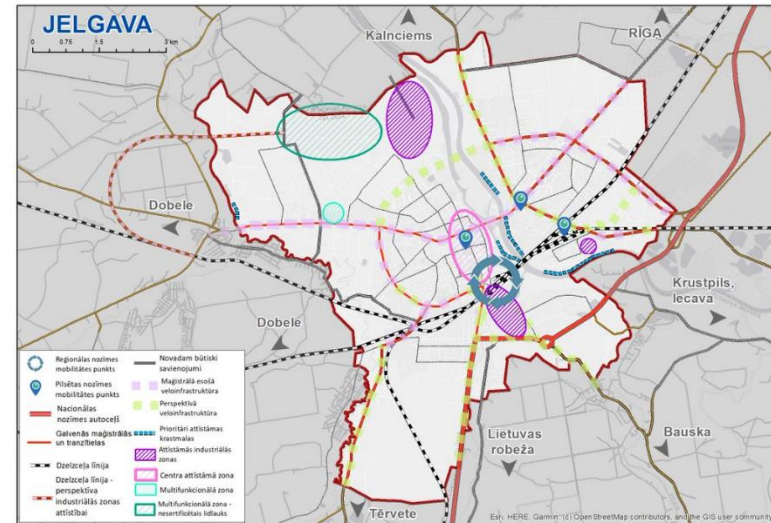 JELGAVA
0 0.75 1.5 3 km
Kalnciems
RĪGA
Dobele
Krustpils,
Iecava
Dobele
Bauska
Lietuvas
robeža
Tērvete
Reģionālās nozīmes
mobilitātes punkts
Pilsētas nozīmes
mobilitātes punkts
Nacionālas
nozīmes autoceļi
Galvenās maģistrālās
un tranzītielas
Dzelzceļa līnija
Dzelzceļa līnija -
perspektīva
industriālās zonas
attīstībai
Novadam būtiski
savienojumi
Maģistrālā esošā
veloinfrastruktūra
Perspektīvā
veloinfrastruktūra
Prioritāri attīstāmas
krastmalas
Attīstāmās industriālās
zonas
Centra attīstāmā zona
Multifunkcionālā zona
Multifunkcionālā zona -
nesertificētais lidlauks
Esri, HERE, Garmin, (c) OpenStreetMap contributors, and the GIS user community